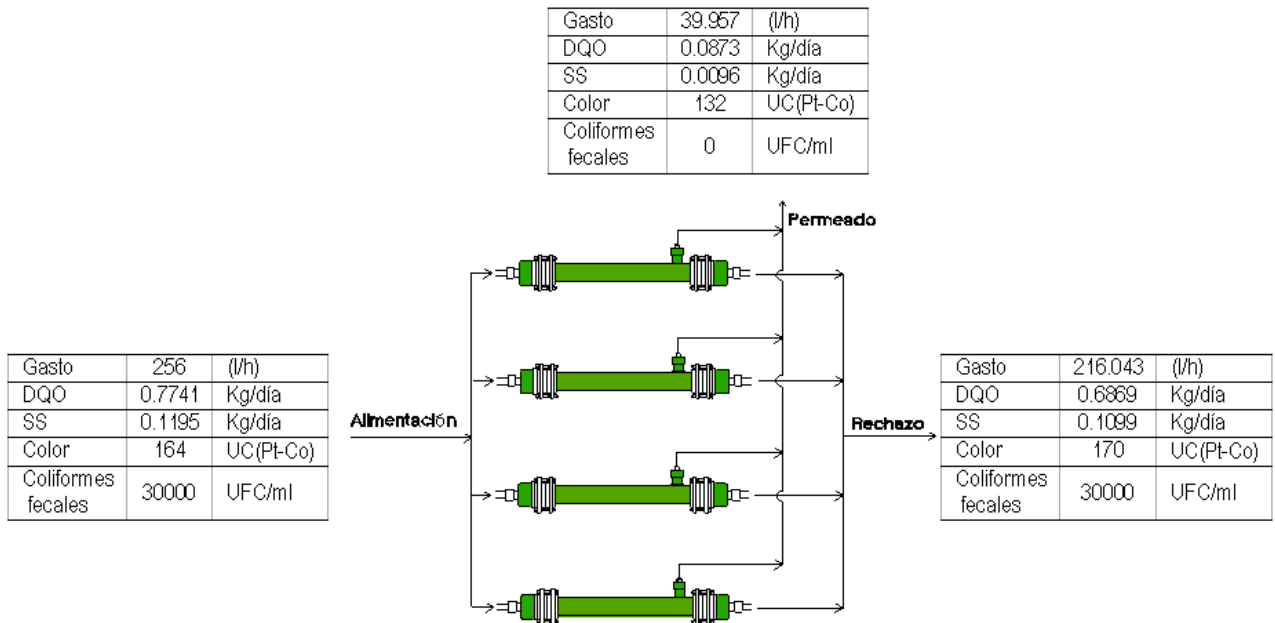 Gasto 39.957 (l/h)
DQO 0.0873 Kg/día
SS 0.0096 Kg/día
Color 132 UC(Pt-Co)
Coliformes
fecales 0 UFC/ml
Permeado
Gasto 256 (l/h)
DQO 0.7741 Kg/día
SS 0.1195 Kg/día
Color 164 UC(Pt-Co)
Coliformes
fecales 30000 UFC/ml
Alimentación
Rechazo
Gasto 216.043 (l/h)
DQO 0.6869 Kg/día
SS 0.1099 Kg/día
Color 170 UC(Pt-Co)
Coliformes
fecales 30000 UFC/ml